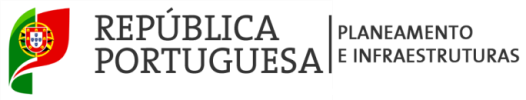 REPÚBLICA
PORTUGUESA
PLANEAMENTO
E INFRAESTRUTURAS